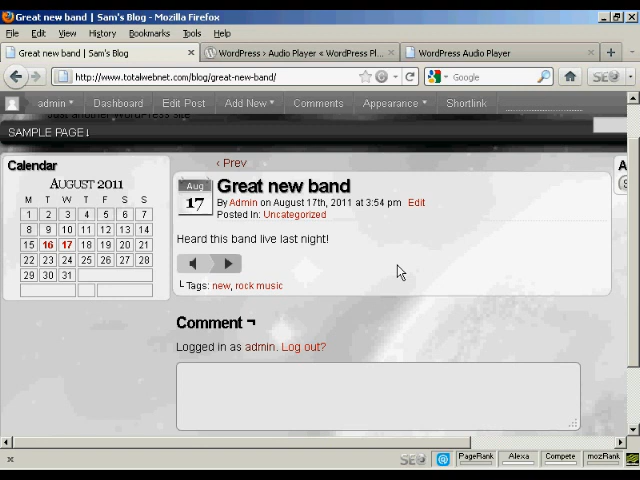 Great new band | Sam's Blog - Mozilla Firefox
File Edit View History Bookmarks Tools Help
Great new band | Sam's Blog
WordPress › Audio Player « WordPress Pl...
WordPress Audio Player
http://www.totalwebnet.com/blog/great-new-band/
Google
SEO
admin Dashboard Edit Post Add New Comments Appearance Shortlink
Just another WordPress site
SAMPLE PAGE
Calendar
AUGUST 2011
M T W T F S S
1 2 3 4 5 6 7
8 9 10 11 12 13 14
15 16 17 18 19 20 21
22 23 24 25 26 27 28
29 30 31
‹ Prev
Aug
17
Great new band
By Admin on August 17th, 2011 at 3:54 pm Edit
Posted In: Uncategorized
Heard this band live last night!
Tags: new, rock music
Comment ¬
Logged in as admin. Log out?
A
SEO
PageRank
Alexa
Compete
mozRank